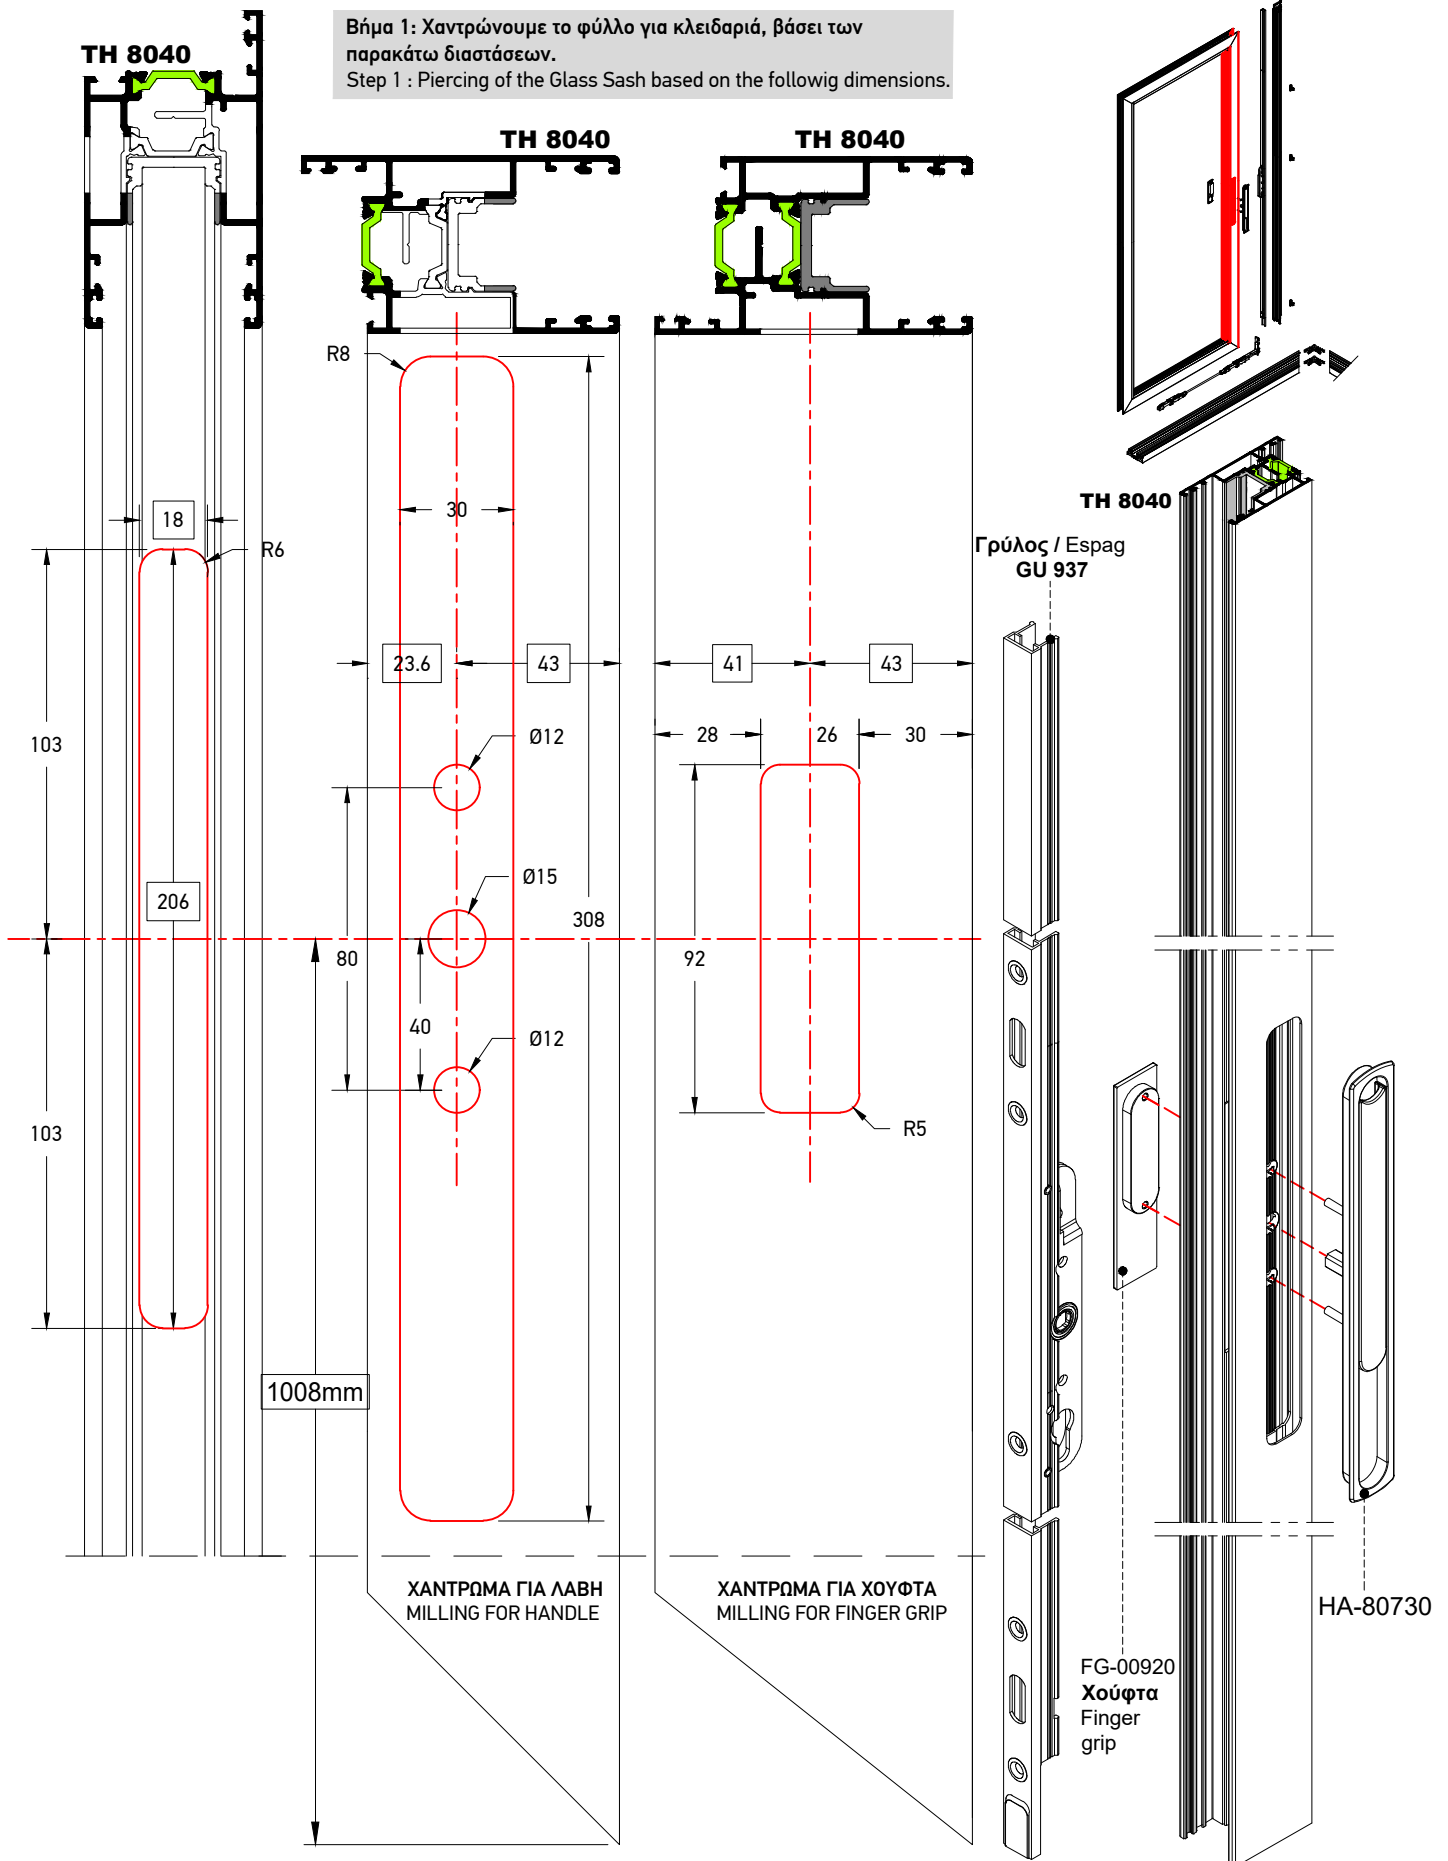 Βήμα 1: Χαντρώνουμε το φύλλο για κλειδαριά, βάσει των
παρακάτω διαστάσεων.
Step 1 : Piercing of the Glass Sash based on the followig dimensions.
TH 8040
TH 8040
TH 8040
R8
18
R6
30
TH 8040
Γρύλος / Espag
GU 937
23.6
43
41
43
103
28
26
30
Ø12
Ø15
206
308
80
92
40
Ø12
103
R5
1008mm
ΧΑΝΤΡΩΜΑ ΓΙΑ ΛΑΒΗ
MILLING FOR HANDLE
ΧΑΝΤΡΩΜΑ ΓΙΑ ΧΟΥΦΤΑ
MILLING FOR FINGER GRIP
HA-80730
FG-00920
Χούφτα
Finger
grip